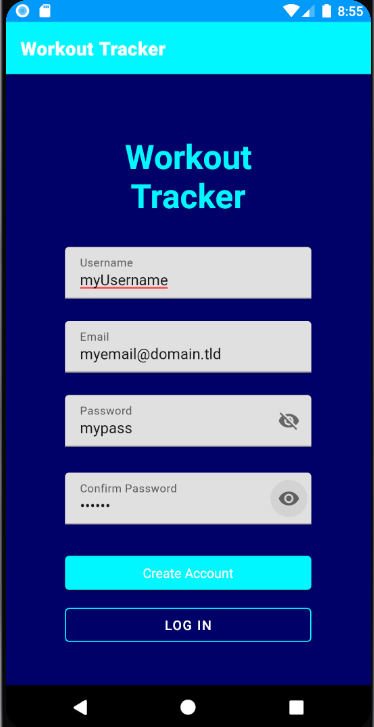 8:55
Workout Tracker
Workout
Tracker
Username
myUsername
Email
myemail@domain.tld
Password
mypass
Confirm Password
••••••
Create Account
LOG IN